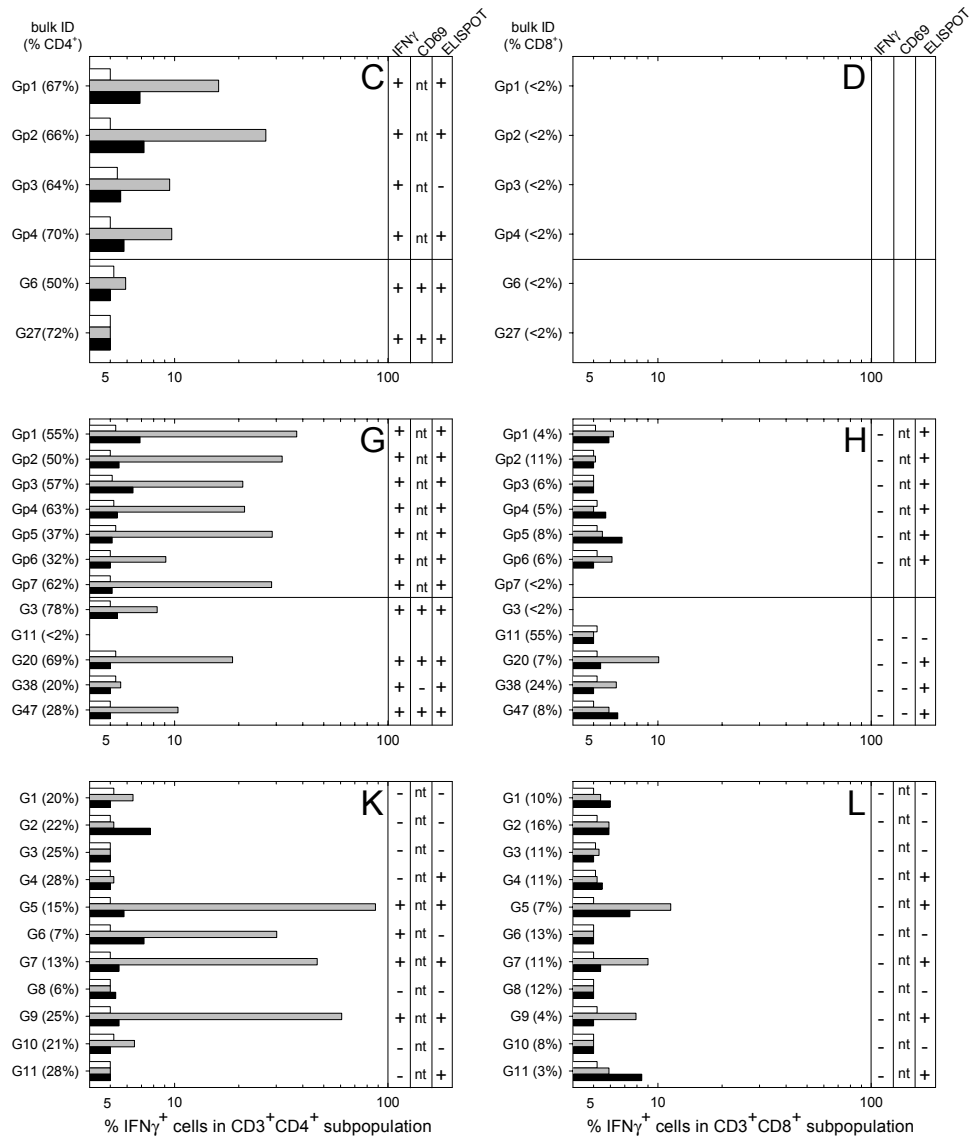 bulk ID
(% CD4⁺)
IFNγ CD69 ELISPOT
C
Gp1 (67%) + nt +
Gp2 (66%) + nt +
Gp3 (64%) + nt -
Gp4 (70%) + nt +
G6 (50%) + + +
G27(72%) + + +
5 10 100
bulk ID
(% CD8⁺)
IFNγ CD69 ELISPOT
D
Gp1 (<2%)
Gp2 (<2%)
Gp3 (<2%)
Gp4 (<2%)
G6 (<2%)
G27 (<2%)
5 10 100
G
Gp1 (55%) + nt +
Gp2 (50%) + nt +
Gp3 (57%) + nt +
Gp4 (63%) + nt +
Gp5 (37%) + nt +
Gp6 (32%) + nt +
Gp7 (62%) + nt +
G3 (78%) + + +
G11 (<2%)
G20 (69%) + + +
G38 (20%) + - +
G47 (28%) + + +
5 10 100
H
Gp1 (4%) - nt +
Gp2 (11%) - nt +
Gp3 (6%) - nt +
Gp4 (5%) - nt +
Gp5 (8%) - nt +
Gp6 (6%) - nt +
Gp7 (<2%)
G3 (<2%)
G11 (55%) - - -
G20 (7%) - - +
G38 (24%) - - +
G47 (8%) - - +
5 10 100
K
G1 (20%) - nt -
G2 (22%) - nt -
G3 (25%) - nt -
G4 (28%) - nt +
G5 (15%) + nt +
G6 (7%) + nt -
G7 (13%) + nt +
G8 (6%) - nt -
G9 (25%) + nt +
G10 (21%) - nt -
G11 (28%) - nt +
5 10 100
% IFNγ⁺ cells in CD3⁺CD4⁺ subpopulation
L
G1 (10%) - nt -
G2 (16%) - nt -
G3 (11%) - nt -
G4 (11%) - nt +
G5 (7%) - nt +
G6 (13%) - nt -
G7 (11%) - nt +
G8 (12%) - nt -
G9 (4%) - nt +
G10 (8%) - nt -
G11 (3%) - nt +
5 10 100
% IFNγ⁺ cells in CD3⁺CD8⁺ subpopulation